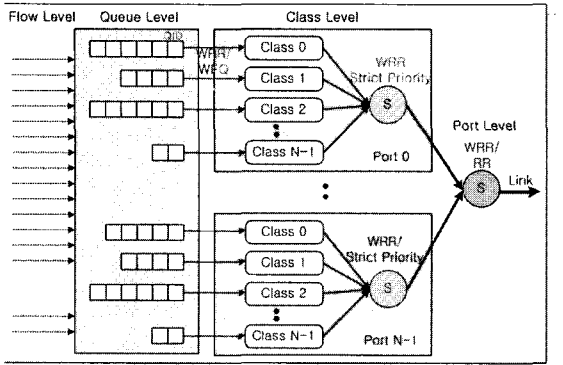 Flow Level Queue Level Class Level
QID
WRR/
WFQ
Class 0
Class 1
Class 2
Class N-1
WRR
Strict Priority
S
Port 0
Port Level
WRR/
RR
S
Link
Class 0
Class 1
Class 2
Class N-1
WRR/
Strict Priority
S
Port N-1